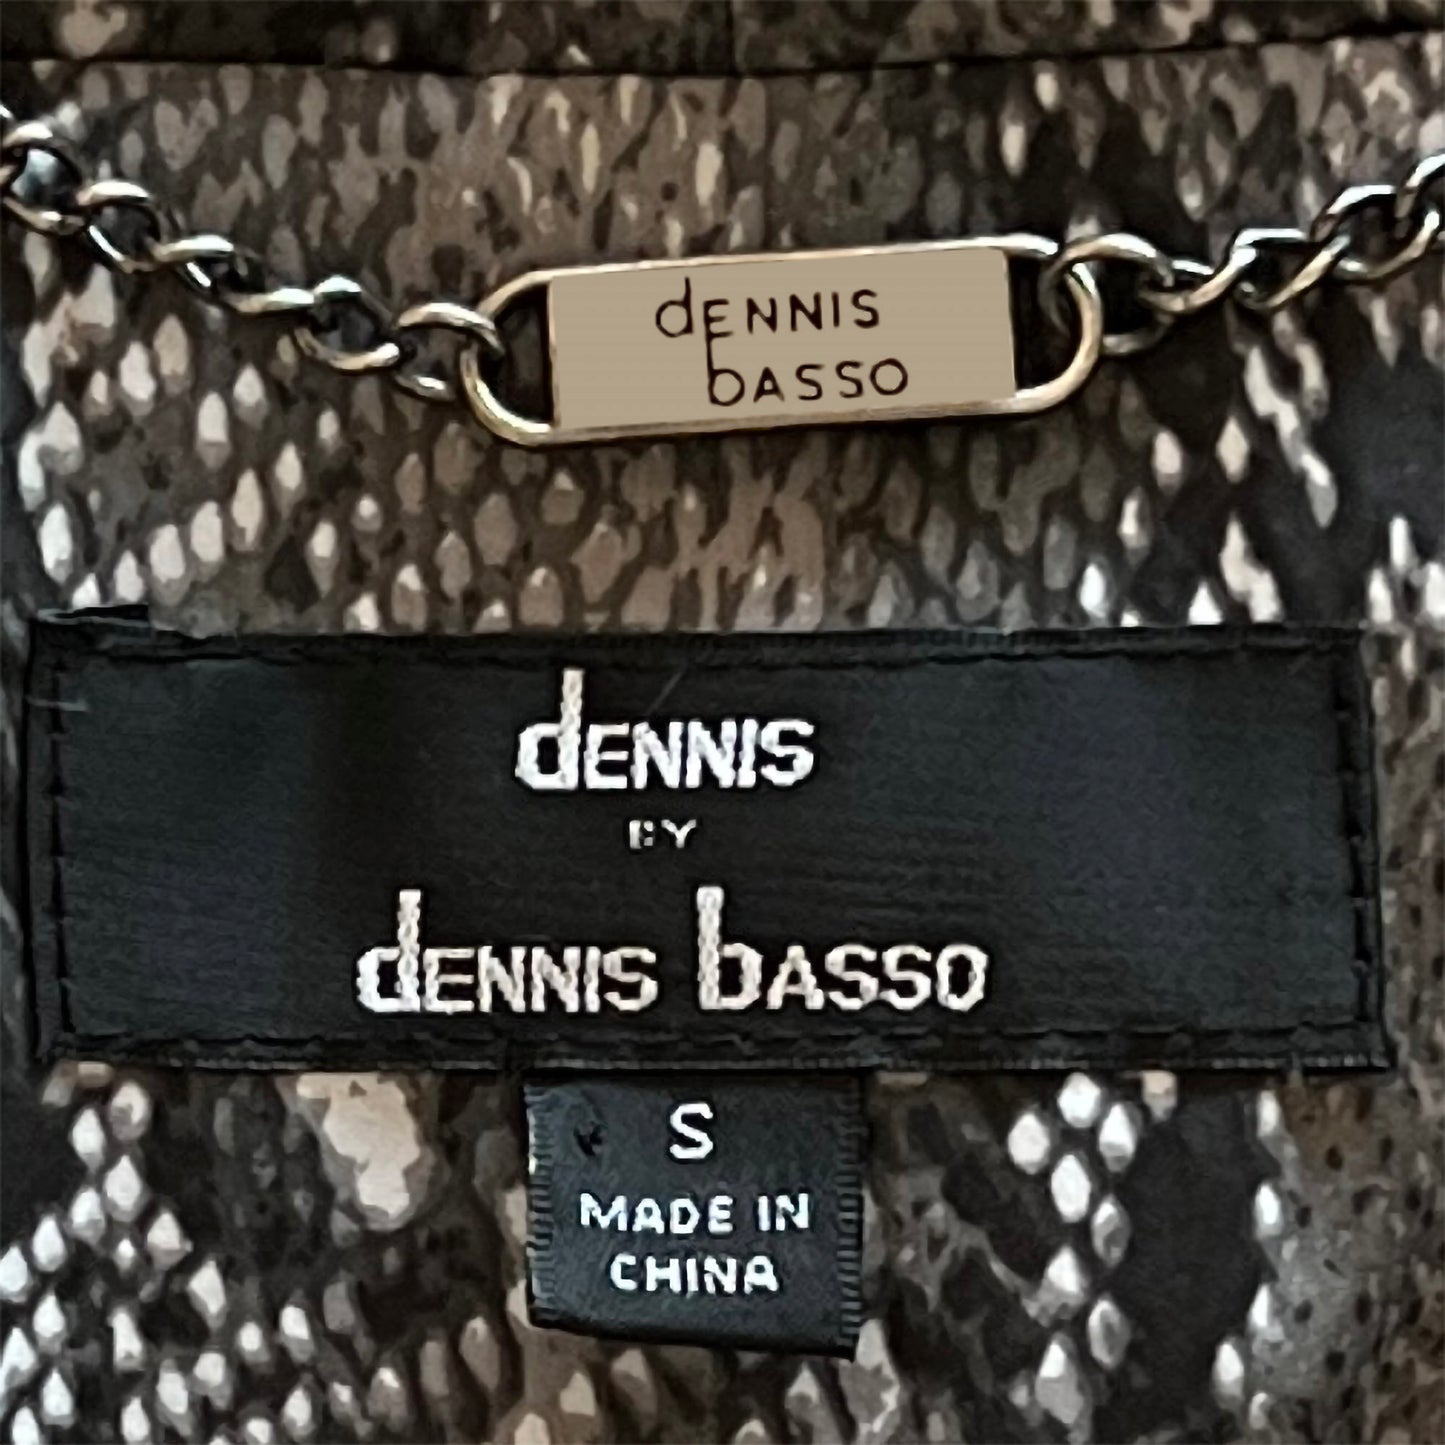 dENNIS
bASSO
dENNIS
BY
dENNIS bASSO
S
MADE IN
CHINA